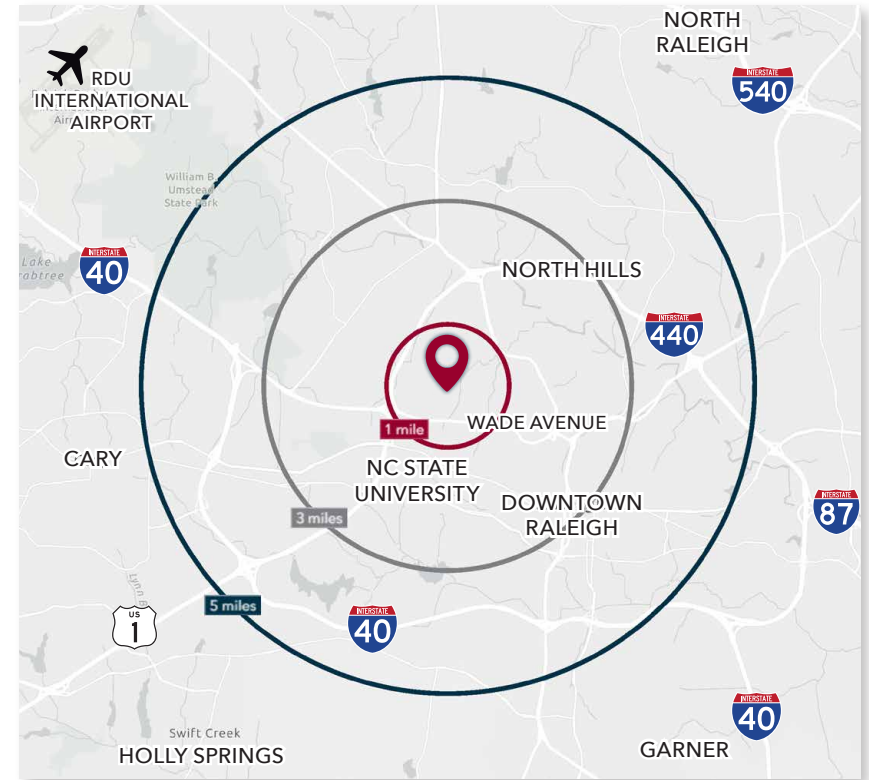 NORTH
RALEIGH
INTERSTATE
540
RDU
INTERNATIONAL
AIRPORT
William B.
Umstead
State Park
INTERSTATE
40
Lake
NORTH HILLS
INTERSTATE
440
1 mile
WADE AVENUE
CARY
NC STATE
UNIVERSITY
DOWNTOWN
RALEIGH
INTERSTATE
87
3 miles
5 miles
US
1
INTERSTATE
40
INTERSTATE
40
Swift Creek
HOLLY SPRINGS
GARNER